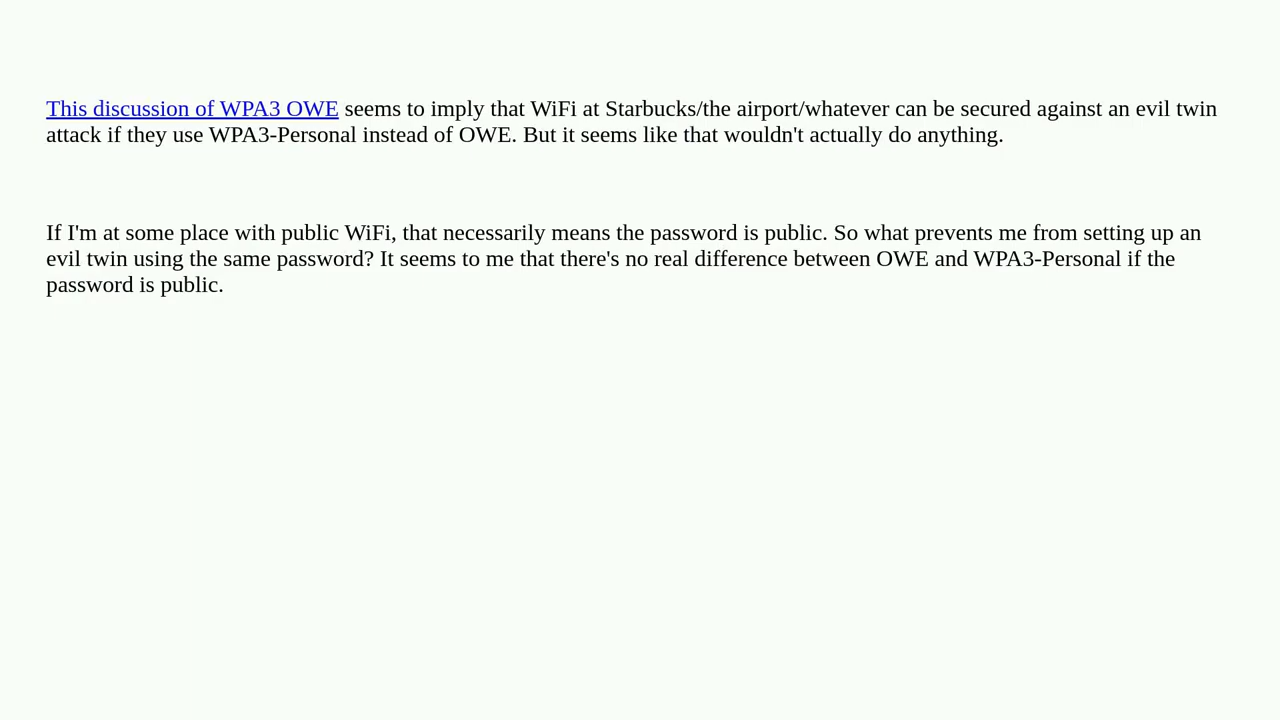 This discussion of WPA3 OWE seems to imply that WiFi at Starbucks/the airport/whatever can be secured against an evil twin
attack if they use WPA3-Personal instead of OWE. But it seems like that wouldn't actually do anything.
If I'm at some place with public WiFi, that necessarily means the password is public. So what prevents me from setting up an
evil twin using the same password? It seems to me that there's no real difference between OWE and WPA3-Personal if the
password is public.